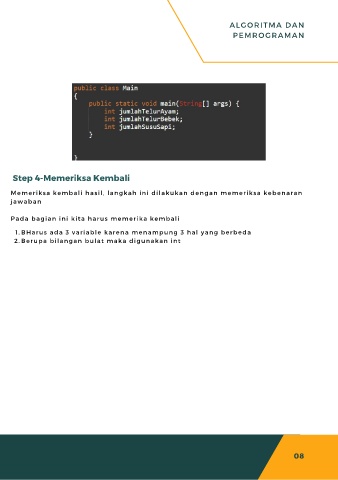 ALGORITMA DAN
PEMROGRAMAN
public class Main
{
public static void main(String[] args) {
int jumlahTelurAyam;
int jumlahTelurBebek;
int jumlahSusuSapi;
}
}
Step 4-Memeriksa Kembali
Memeriksa kembali hasil, langkah ini dilakukan dengan memeriksa kebenaran
jawaban
Pada bagian ini kita harus memerika kembali
1. BHarus ada 3 variable karena menampung 3 hal yang berbeda
2. Berupa bilangan bulat maka digunakan int
08